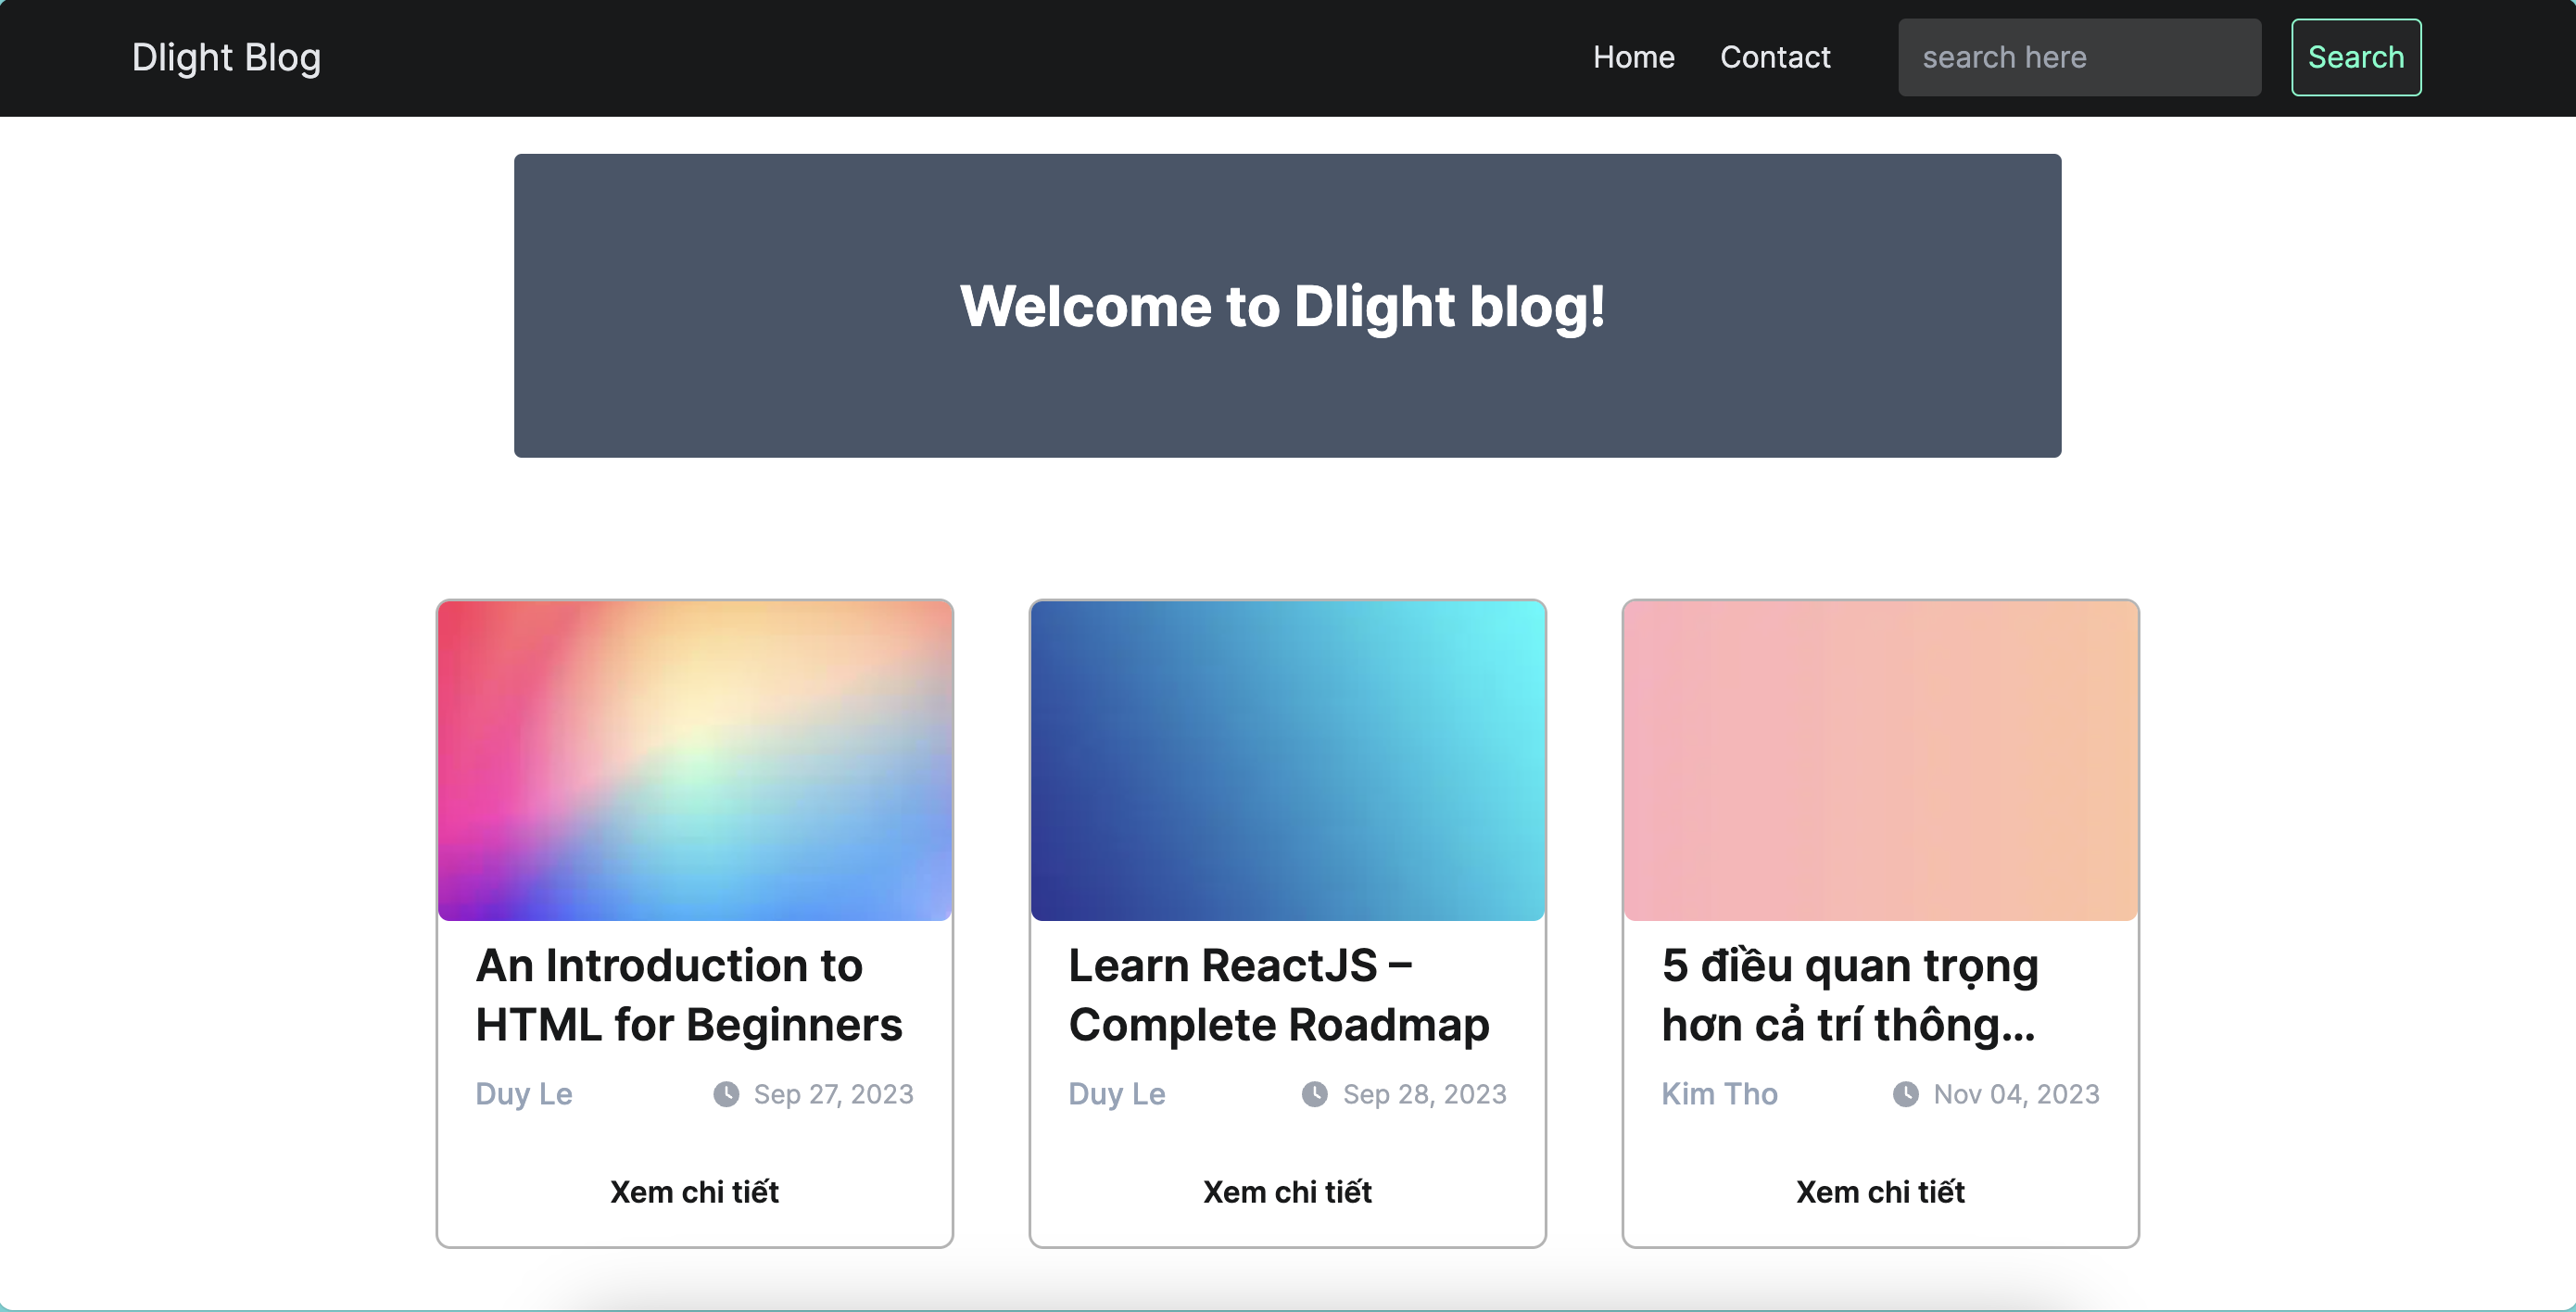 Dlight Blog
Home
Contact
search here
Search
Welcome to Dlight blog!
An Introduction to
HTML for Beginners
Duy Le
Sep 27, 2023
Xem chi tiết
Learn ReactJS –
Complete Roadmap
Duy Le
Sep 28, 2023
Xem chi tiết
5 điều quan trọng
hơn cả trí thông...
Kim Tho
Nov 04, 2023
Xem chi tiết